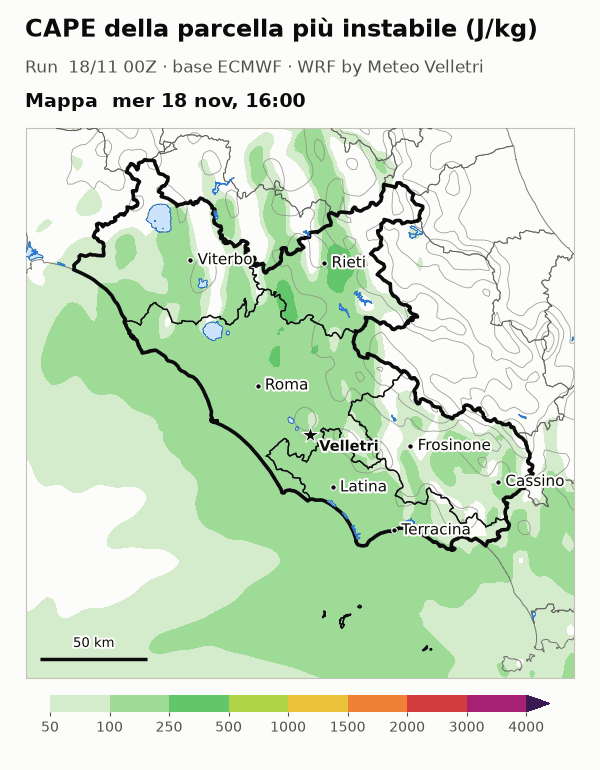 CAPE della parcella più instabile (J/kg)
Run  18/11 00Z · base ECMWF · WRF by Meteo Velletri
Mappa  mer 18 nov, 16:00
Viterbo
Rieti
Roma
Velletri
Frosinone
Cassino
Latina
Terracina
50 km
50 100 250 500 1000 1500 2000 3000 4000